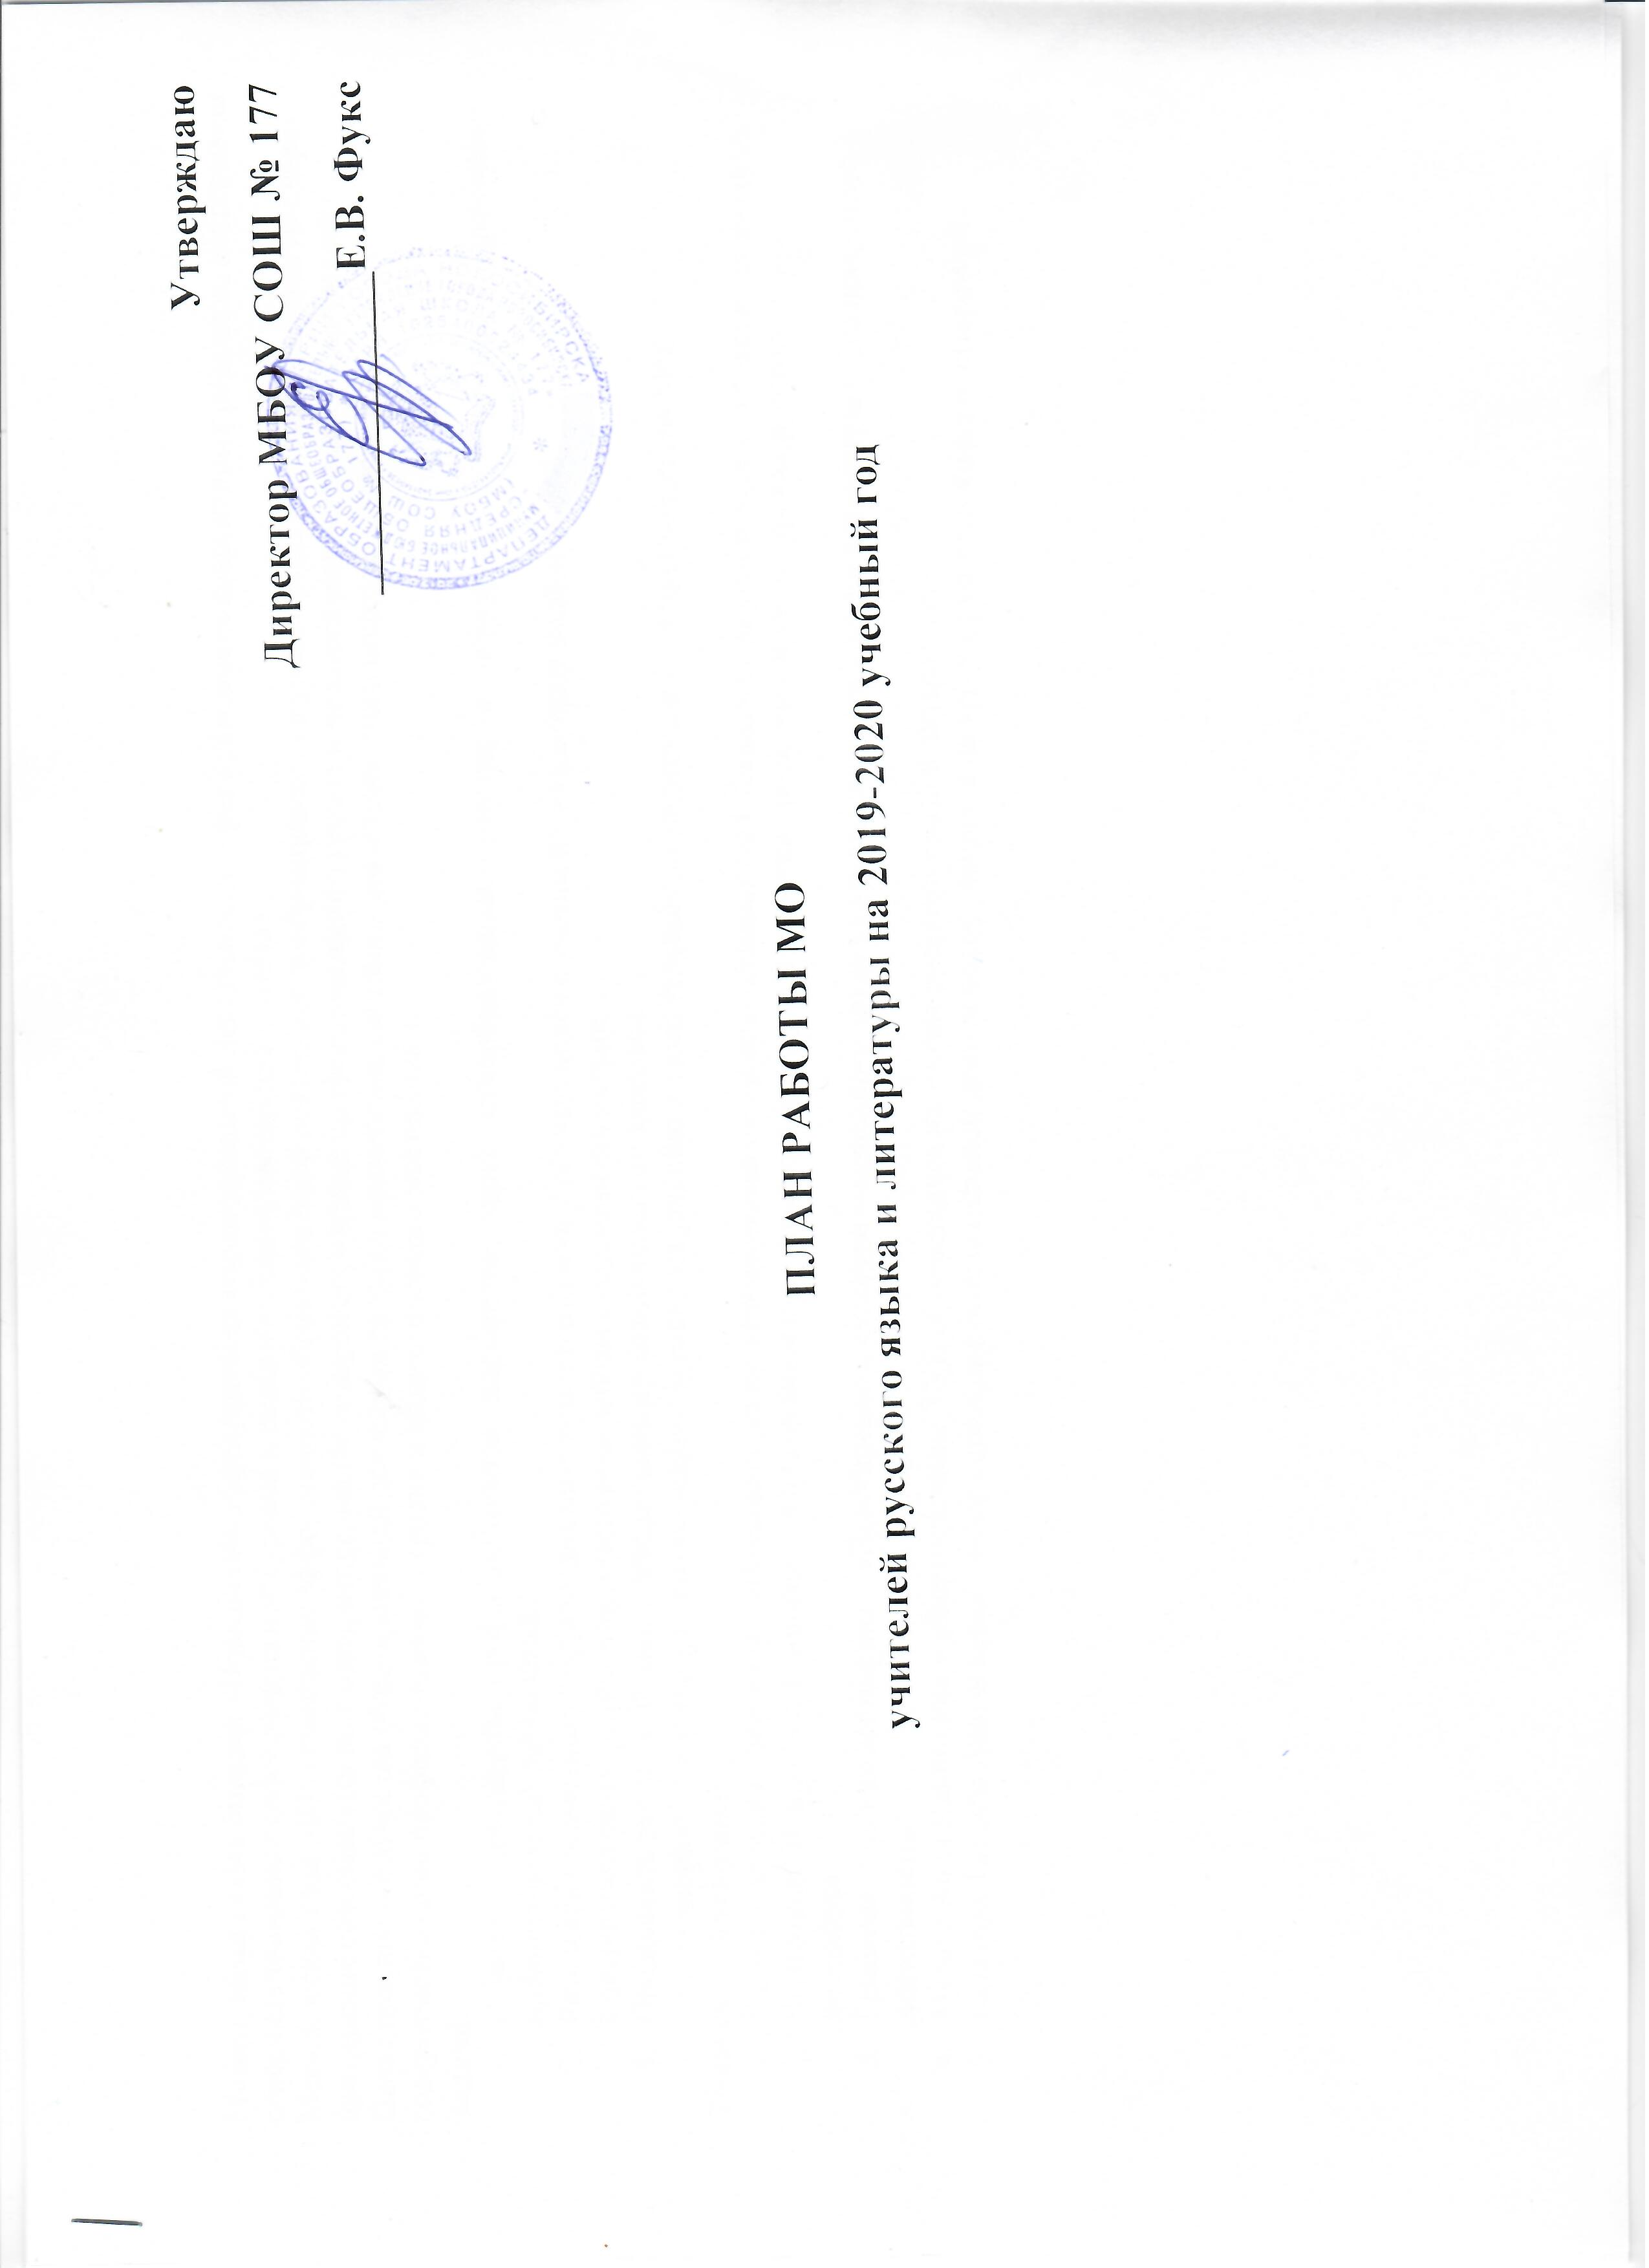 Утверждаю
Директор МБОУ СОШ № 177
Е.В. Фукс
ПЛАН РАБОТЫ МО
учителей русского языка и литературы на 2019-2020 учебный год